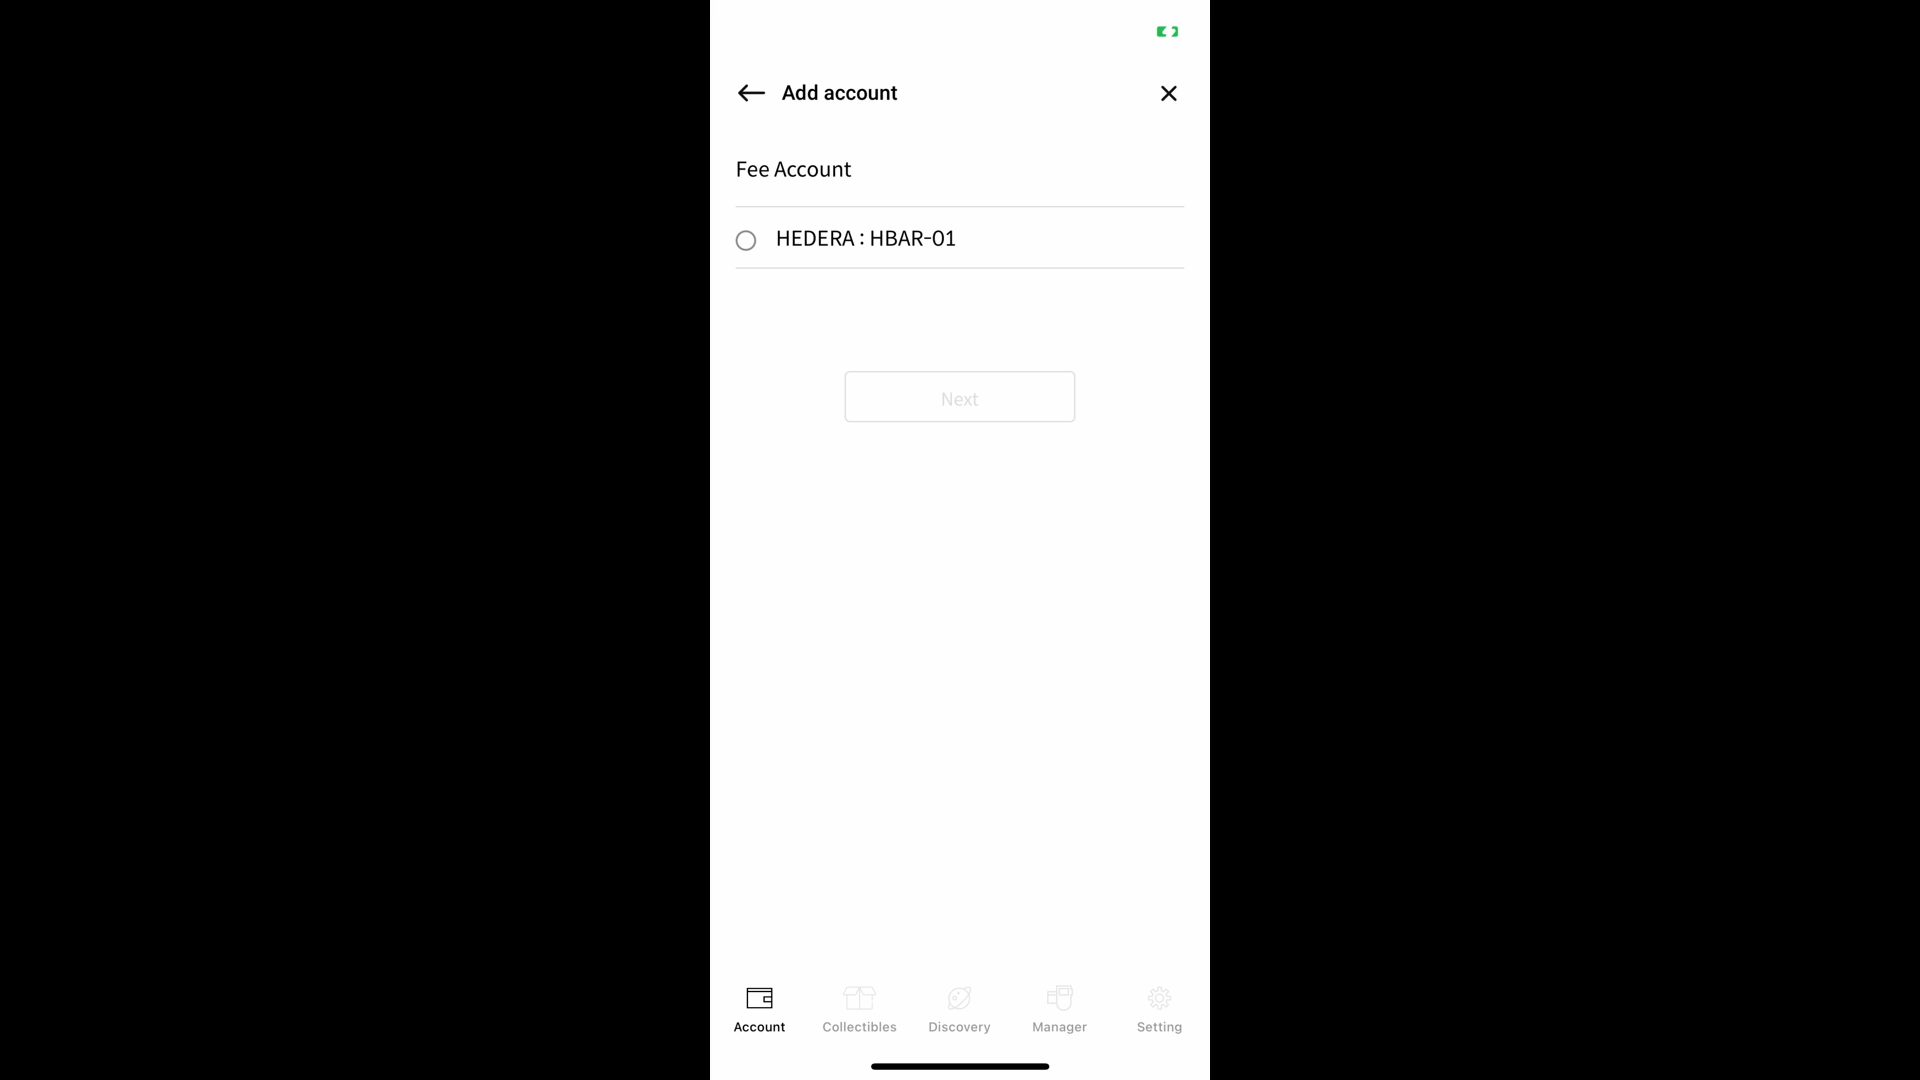 Add account
Fee Account
HEDERA : HBAR-01
Next
Account
Collectibles
Discovery
Manager
Setting